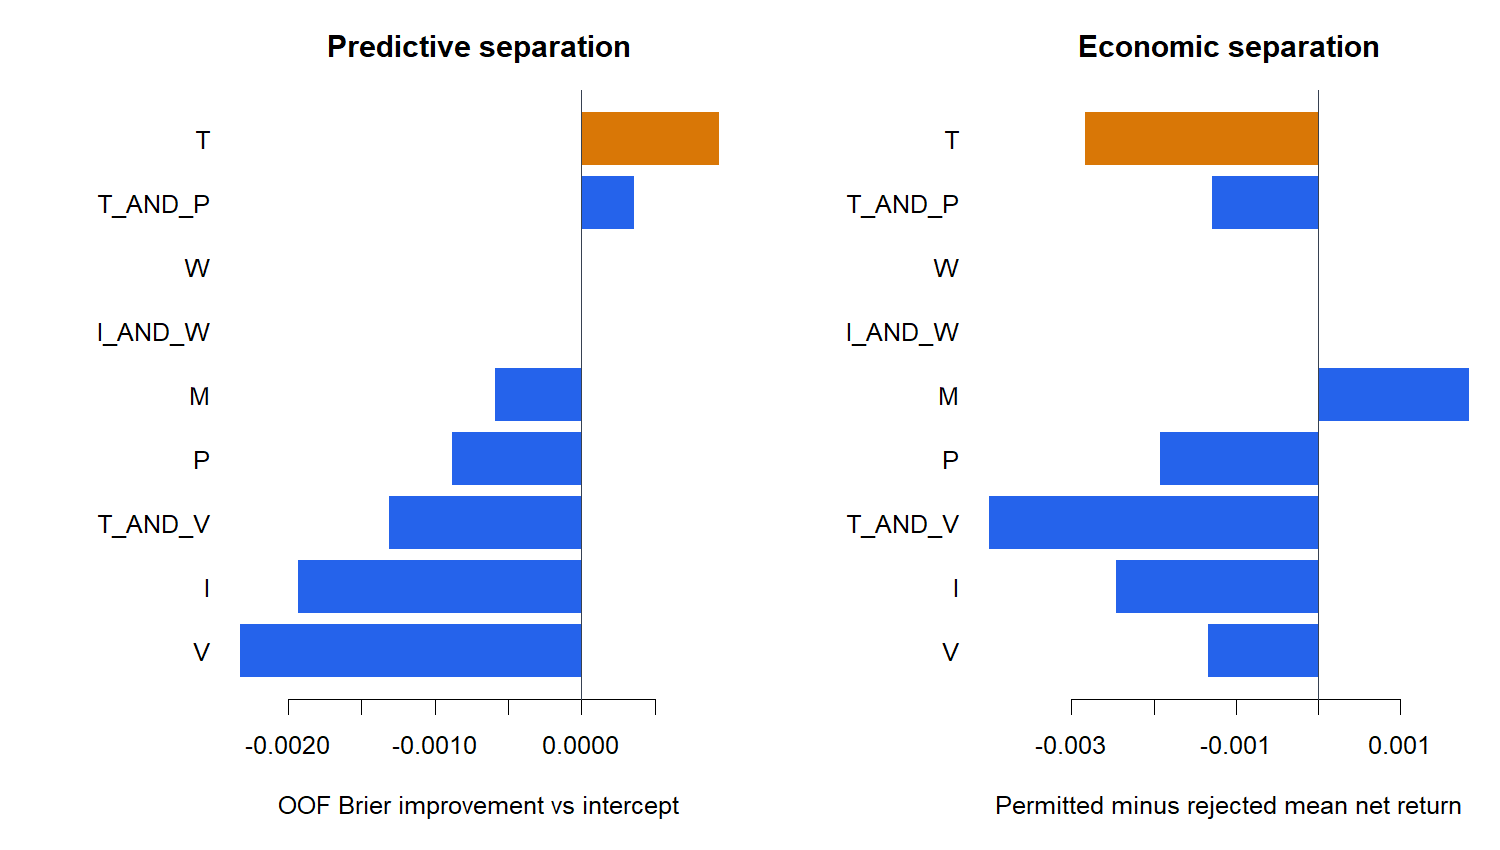 Predictive separation
T
T_AND_P
W
I_AND_W
M
P
T_AND_V
I
V
-0.0020 -0.0010 0.0000
OOF Brier improvement vs intercept
Economic separation
T
T_AND_P
W
I_AND_W
M
P
T_AND_V
I
V
-0.003 -0.001 0.001
Permitted minus rejected mean net return